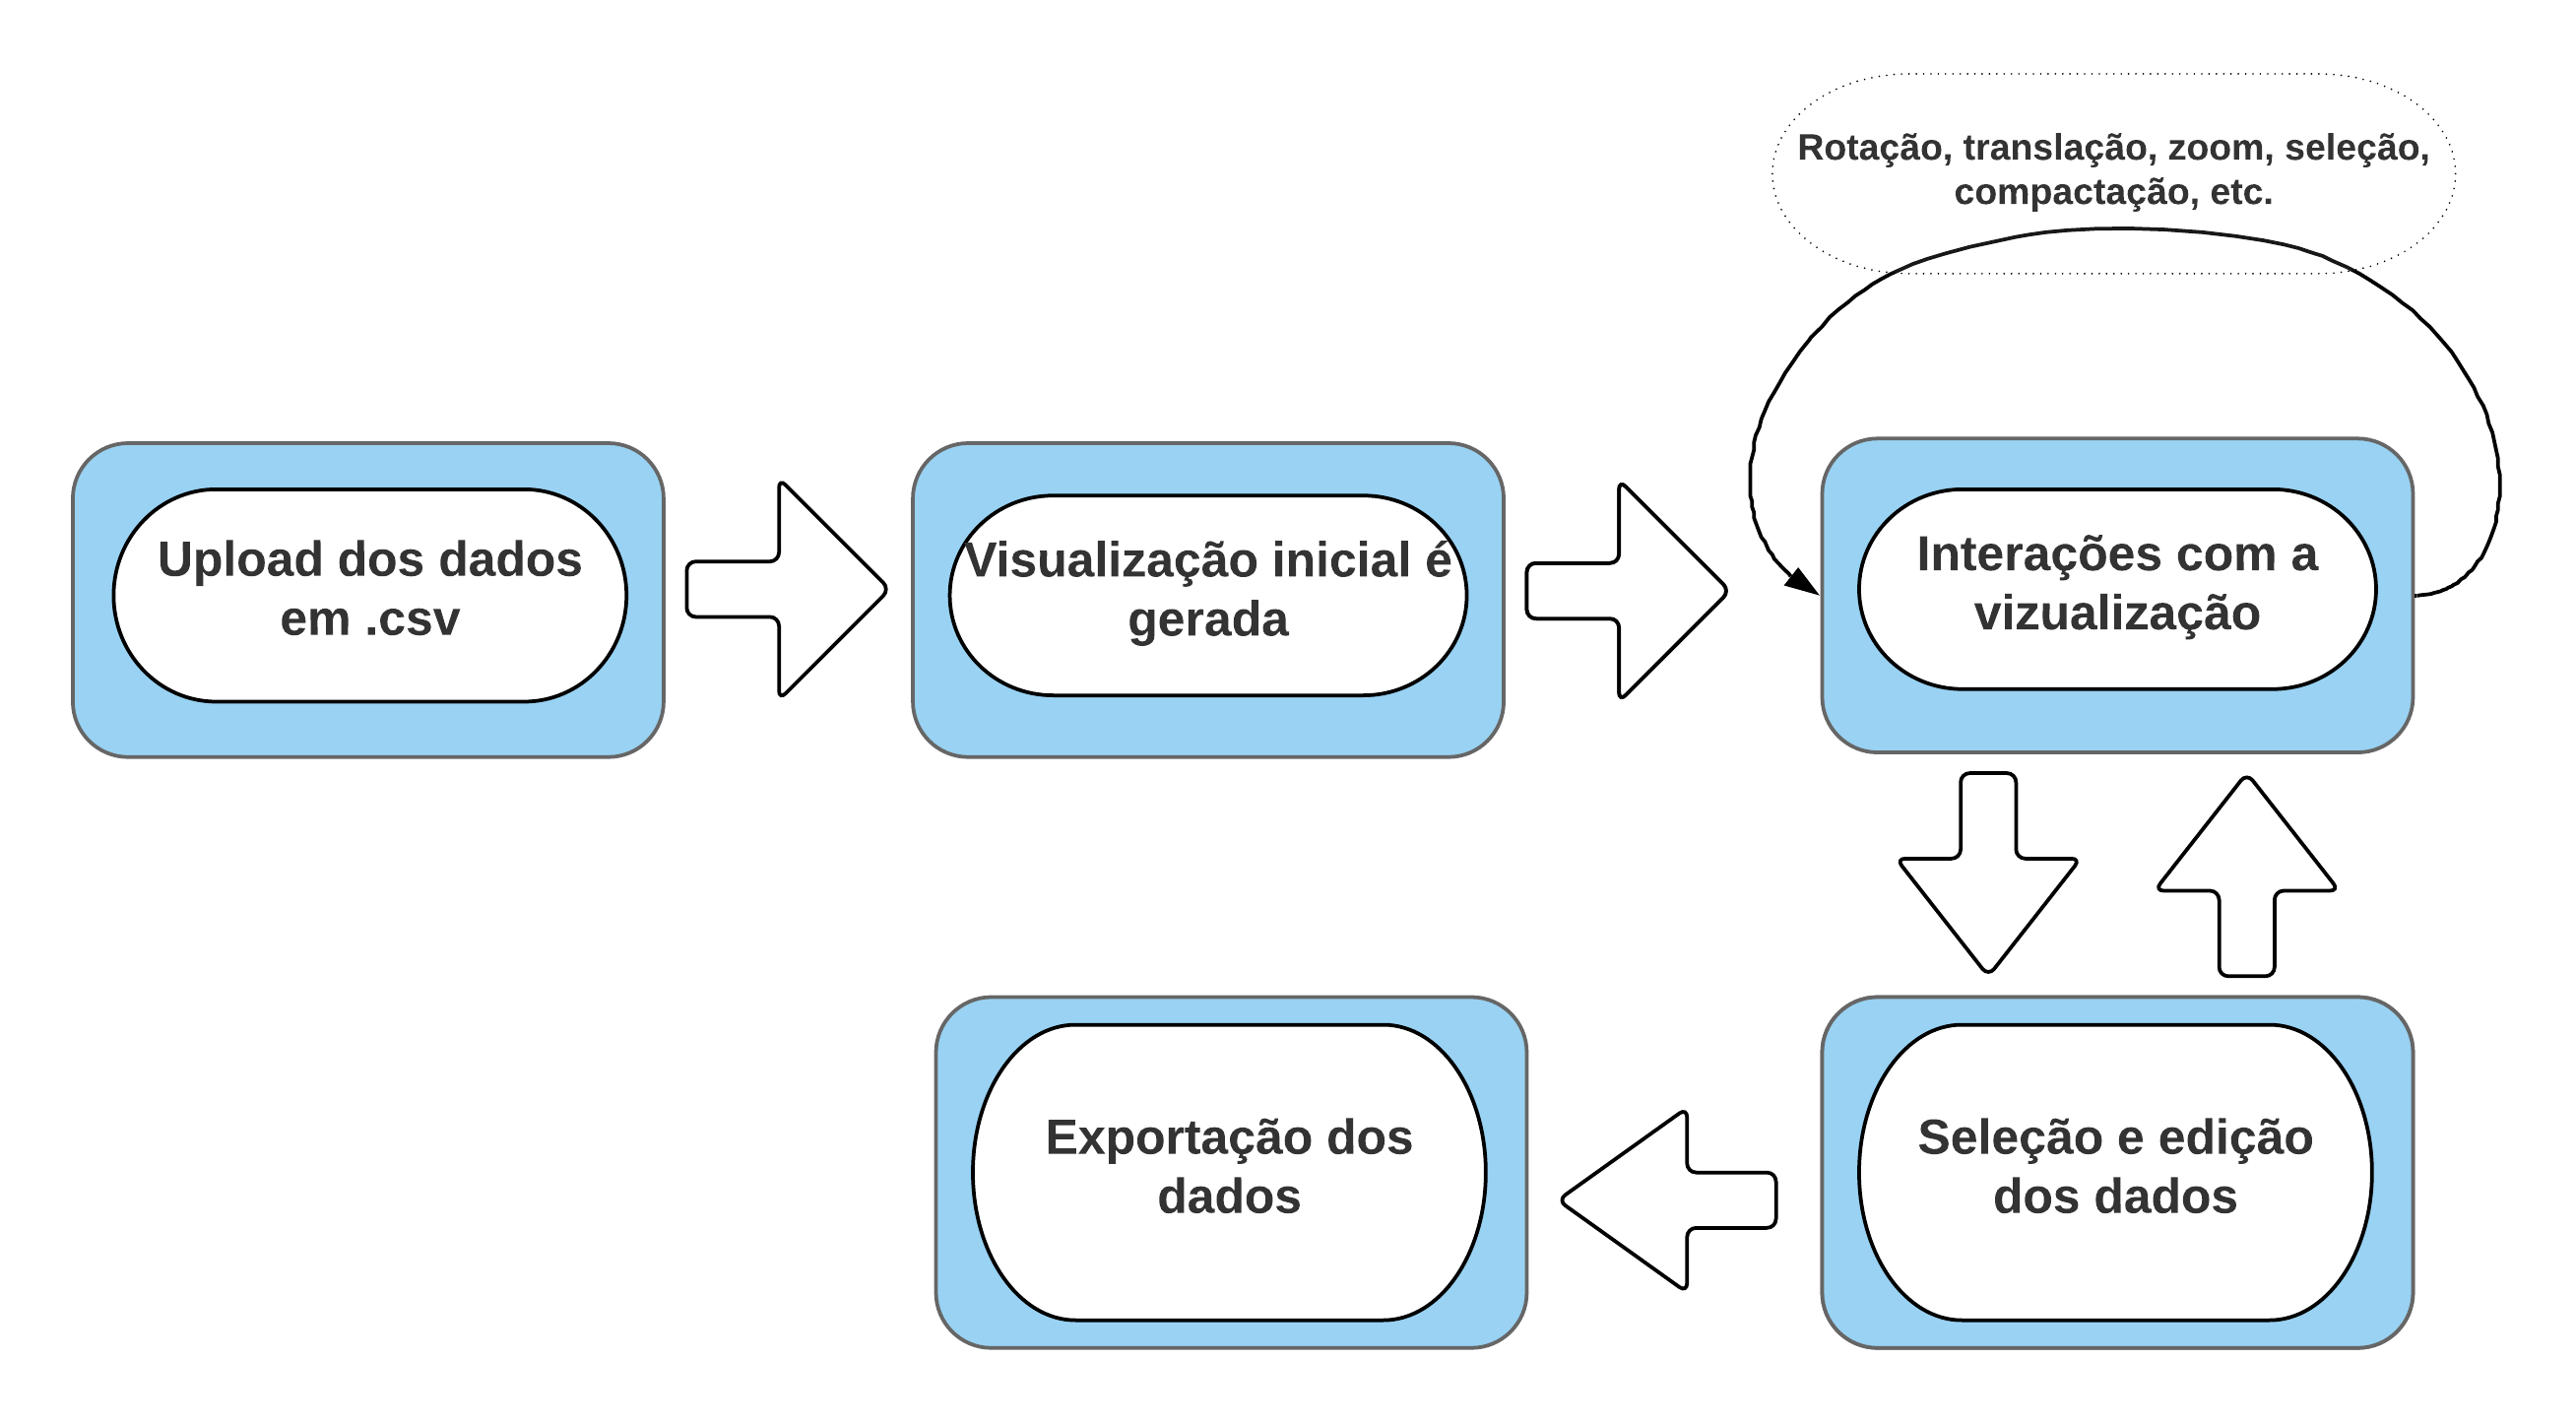 Rotação, translação, zoom, seleção,
compactação, etc.
Upload dos dados
em .csv
Visualização inicial é
gerada
Interações com a
vizualização
Exportação dos
dados
Seleção e edição
dos dados